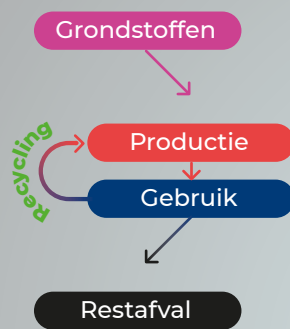 Grondstoffen
Recycling
Productie
Gebruik
Restafval